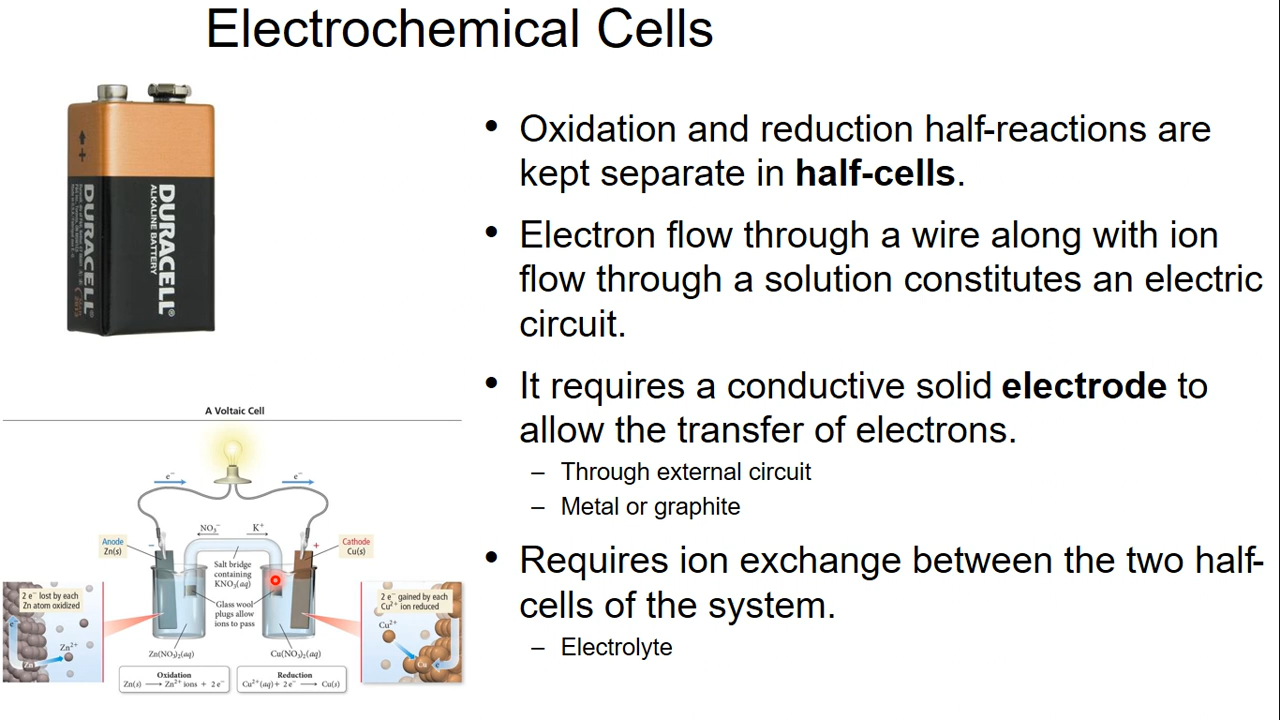 Electrochemical Cells
DURACELL®
ALKALINE BATTERY
DURACELL
• Oxidation and reduction half-reactions are
kept separate in half-cells.
• Electron flow through a wire along with ion
flow through a solution constitutes an electric
circuit.
• It requires a conductive solid electrode to
allow the transfer of electrons.
– Through external circuit
– Metal or graphite
• Requires ion exchange between the two half-
cells of the system.
– Electrolyte
A Voltaic Cell
e⁻
e⁻
NO₃⁻ K⁺
Anode
Zn(s)
–
Cathode
Cu(s)
+
Salt bridge
containing
KNO₃(aq)
Glass wool
plugs allow
ions to pass
2 e⁻ lost by each
Zn atom oxidized
e⁻
Zn²⁺
Zn
2 e⁻ gained by each
Cu²⁺ ion reduced
Cu²⁺
Cu
Zn(NO₃)₂(aq)
Cu(NO₃)₂(aq)
Oxidation
Zn(s) ⟶ Zn²⁺ ions + 2 e⁻
Reduction
Cu²⁺(aq) + 2 e⁻ ⟶ Cu(s)